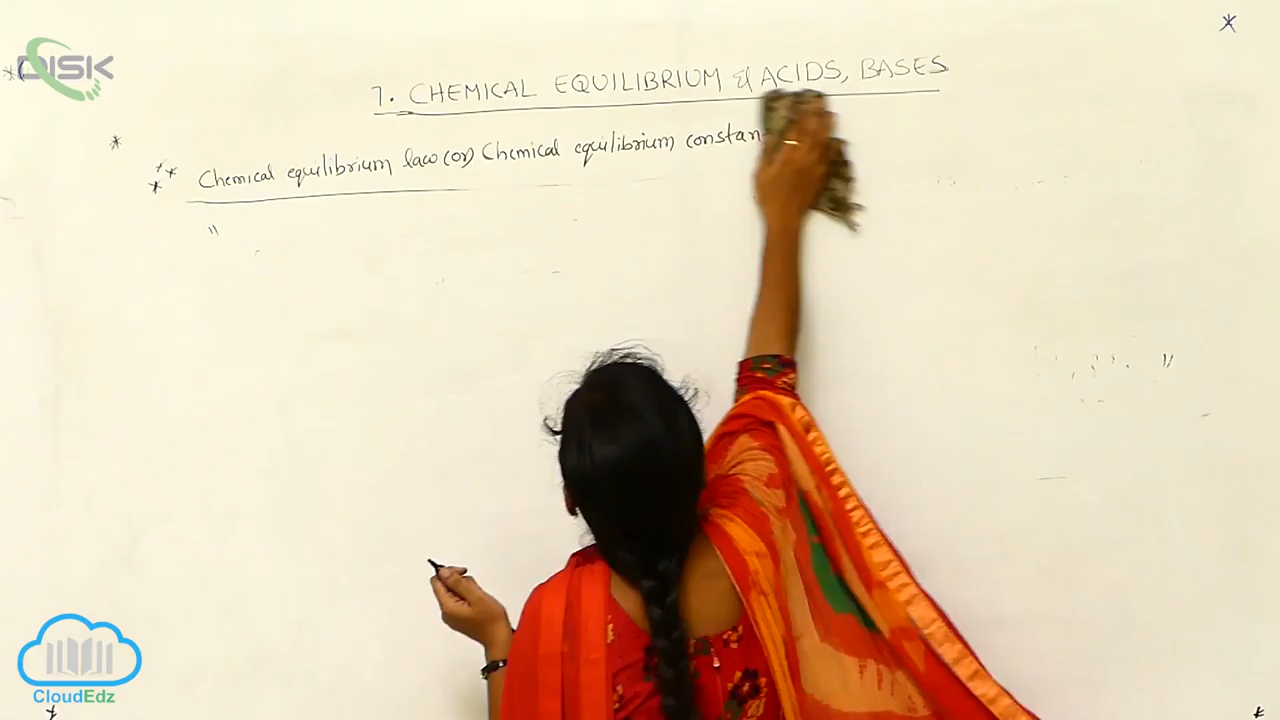 DISK
7. CHEMICAL EQUILIBRIUM & ACIDS, BASES
Chemical equilibrium law (or) Chemical equilibrium constan
"
CloudEdz